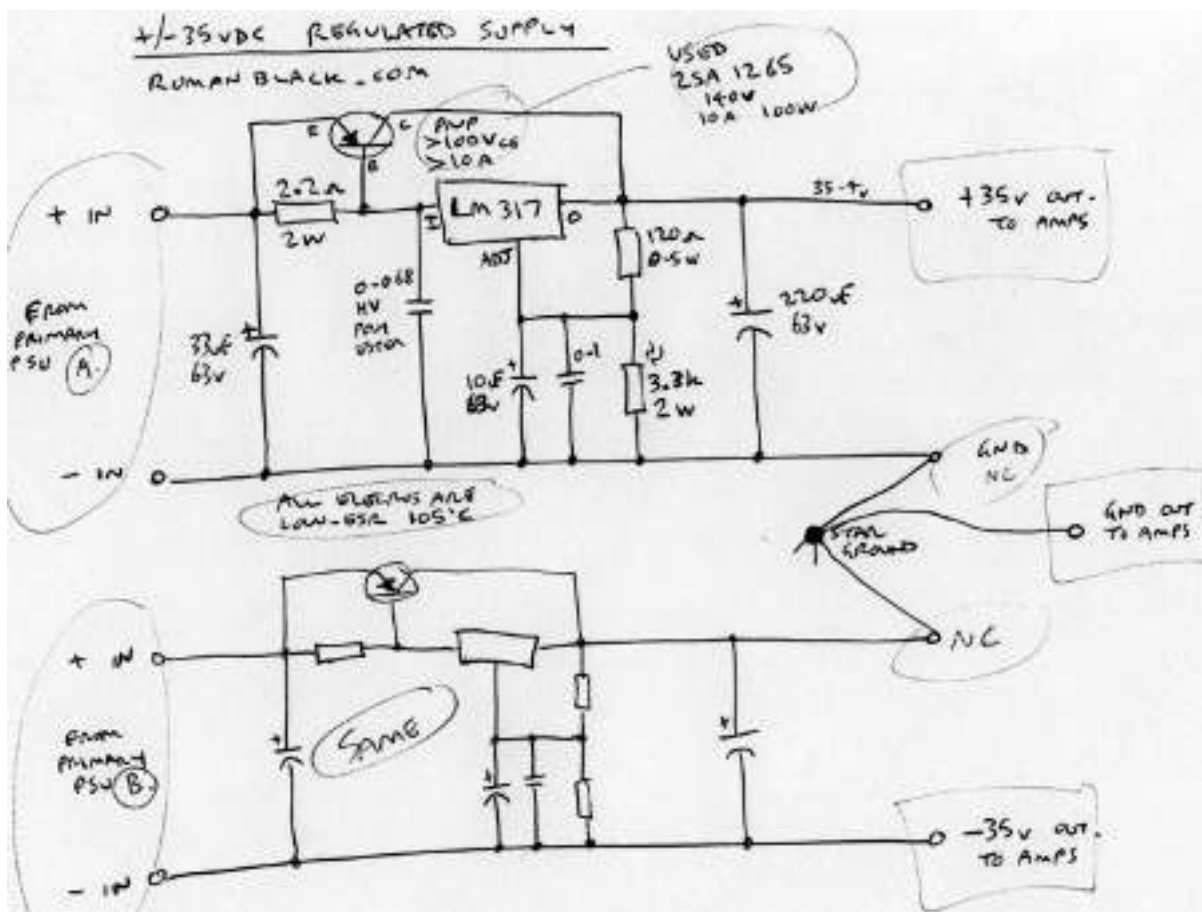 +/-35VDC REGULATED SUPPLY
ROMANBLACK.COM
USED
2SA 1265
140V
10A 100W
E
C
B
PNP
>100VCE
>10A
2.2Ω
2W
+ IN
I
LM317
O
ADJ
35.4V
+35V OUT.
TO AMPS
120Ω
0.5W
0.068
HV
FROM
PRIMARY
PSU A.
33UF
63V
+
10UF
63V
+
0.1
3.3K
2W
220UF
63V
+
- IN
ALL ELECTROS ARE
LOW-ESR 105°C
GND
NC
STAR
GROUND
GND OUT
TO AMPS
+ IN
NC
FROM
PRIMARY
PSU B.
+
SAME
+
+
- IN
-35V OUT.
TO AMPS